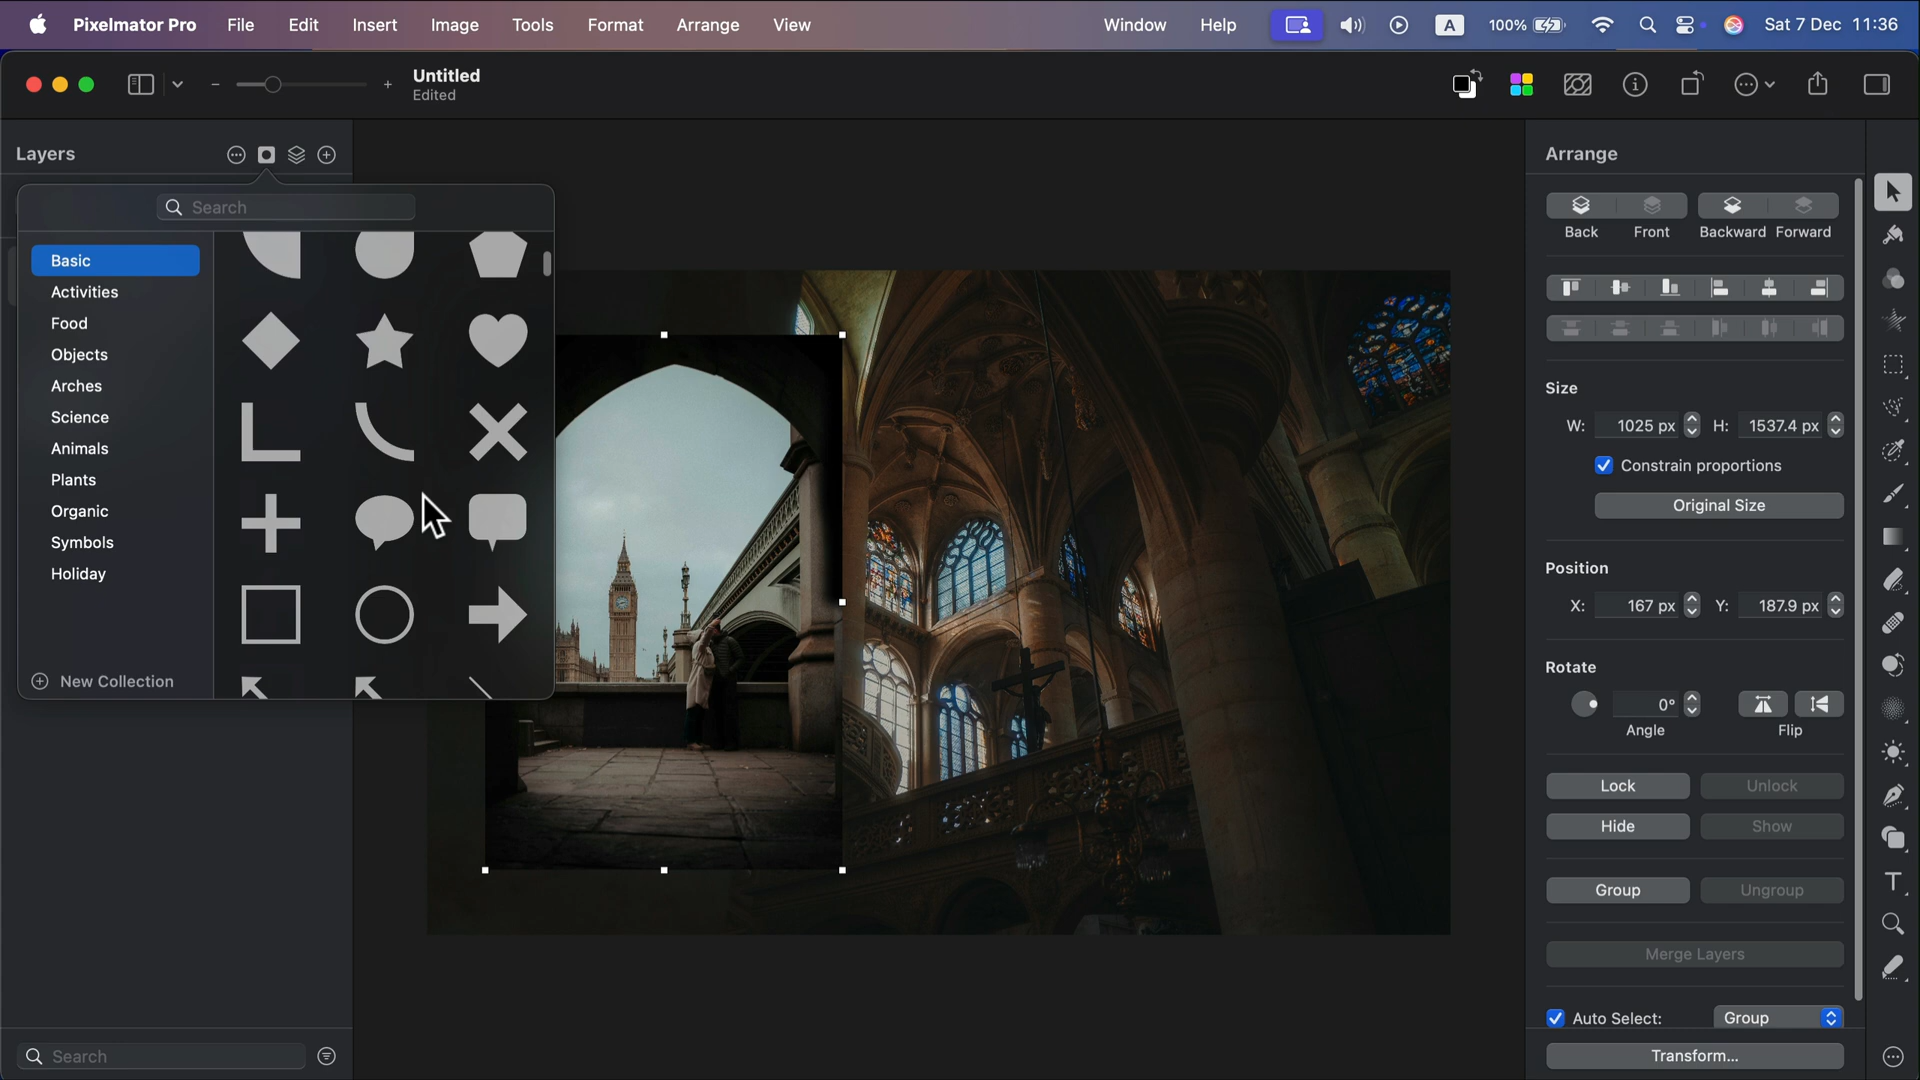 Pixelmator Pro File Edit Insert Image Tools Format Arrange View Window Help A 100% Sat 7 Dec 11:36
Untitled
Edited
Layers
Search
Basic
Activities
Food
Objects
Arches
Science
Animals
Plants
Organic
Symbols
Holiday
New Collection
Search
Arrange
Back Front Backward Forward
Size
W: 1025 px H: 1537.4 px
Constrain proportions
Original Size
Position
X: 167 px Y: 187.9 px
Rotate
0°
Angle Flip
Lock Unlock
Hide Show
Group Ungroup
Merge Layers
Auto Select: Group
Transform...